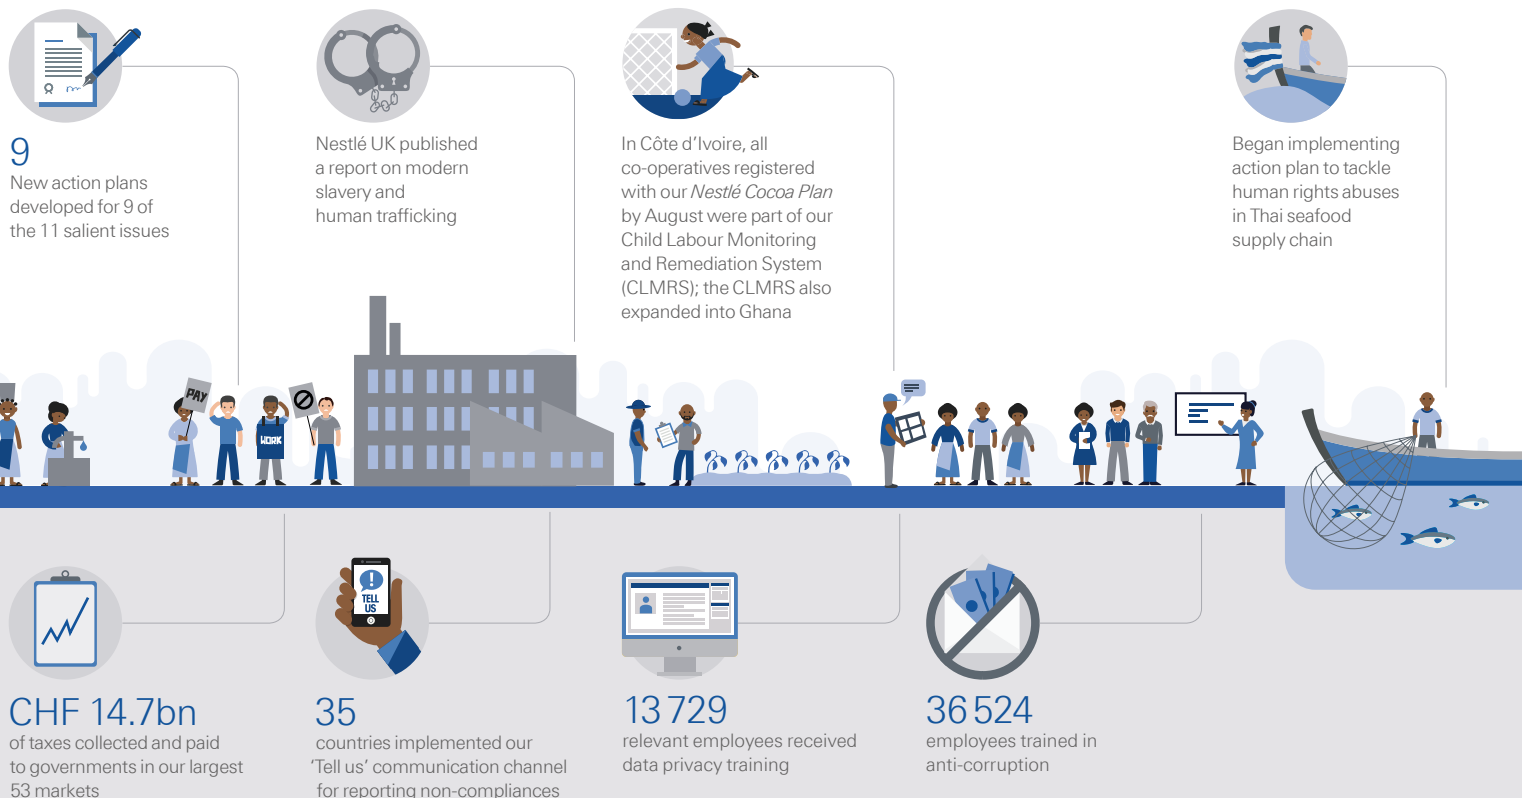 9
New action plans
developed for 9 of
the 11 salient issues
Nestlé UK published
a report on modern
slavery and
human trafficking
In Côte d’Ivoire, all
co-operatives registered
with our Nestlé Cocoa Plan
by August were part of our
Child Labour Monitoring
and Remediation System
(CLMRS); the CLMRS also
expanded into Ghana
Began implementing
action plan to tackle
human rights abuses
in Thai seafood
supply chain
PAY
WORK
TELL
US
CHF 14.7bn
of taxes collected and paid
to governments in our largest
53 markets
35
countries implemented our
‘Tell us’ communication channel
for reporting non-compliances
13 729
relevant employees received
data privacy training
36 524
employees trained in
anti-corruption